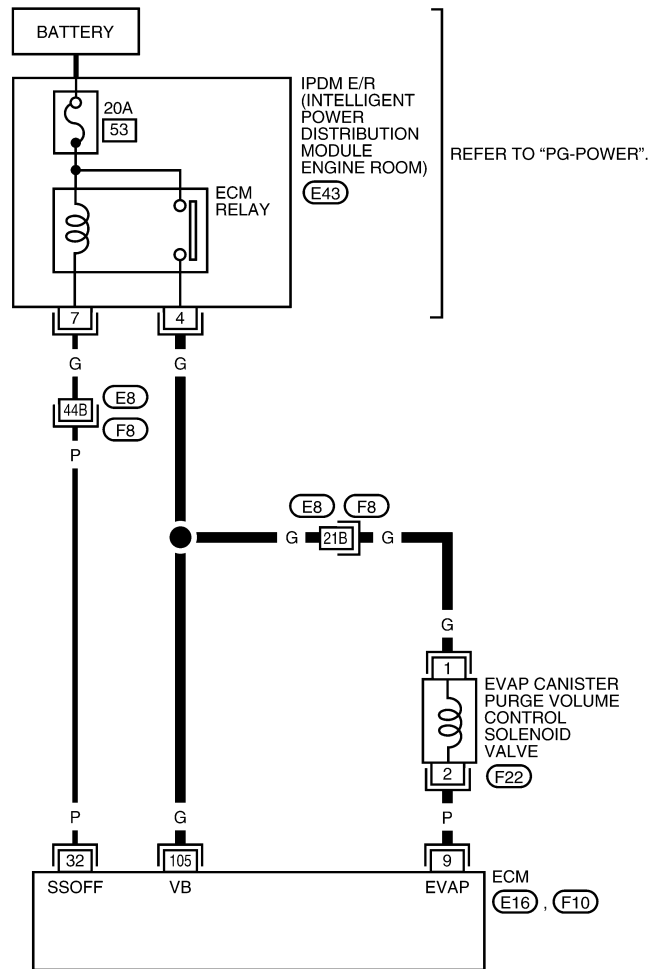 BATTERY
20A
53
ECM
RELAY
IPDM E/R
(INTELLIGENT
POWER
DISTRIBUTION
MODULE
ENGINE ROOM)
E43
REFER TO “PG-POWER”.
7
4
G
G
44B
E8
F8
P
E8
F8
G
21B
G
G
1
EVAP CANISTER
PURGE VOLUME
CONTROL
SOLENOID
VALVE
2
F22
P
G
P
32
105
9
SSOFF
VB
EVAP
ECM
E16 , F10